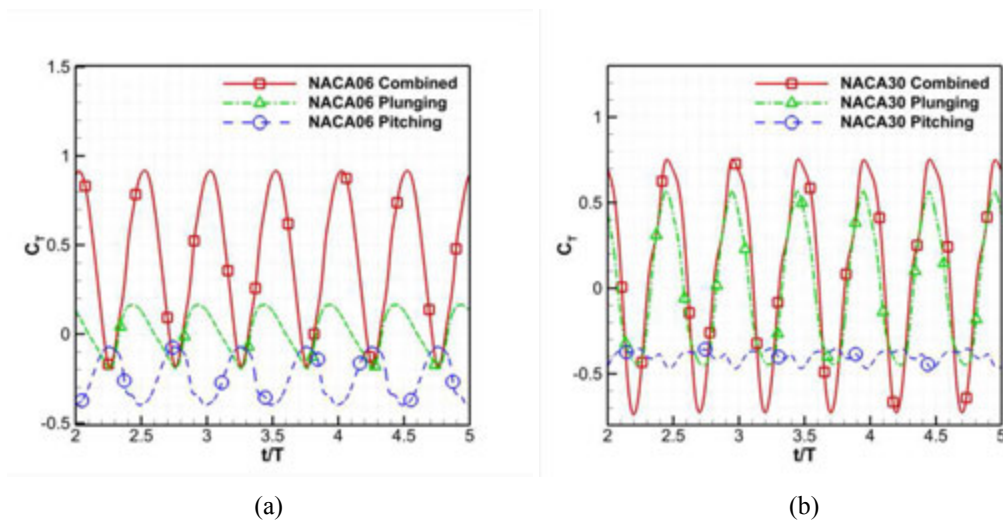 1.5
1
0.5
0
-0.5
C_T
NACA06 Combined
NACA06 Plunging
NACA06 Pitching
2
2.5
3
3.5
4
4.5
5
t/T
(a)
1
0.5
0
-0.5
C_T
NACA30 Combined
NACA30 Plunging
NACA30 Pitching
2
2.5
3
3.5
4
4.5
5
t/T
(b)